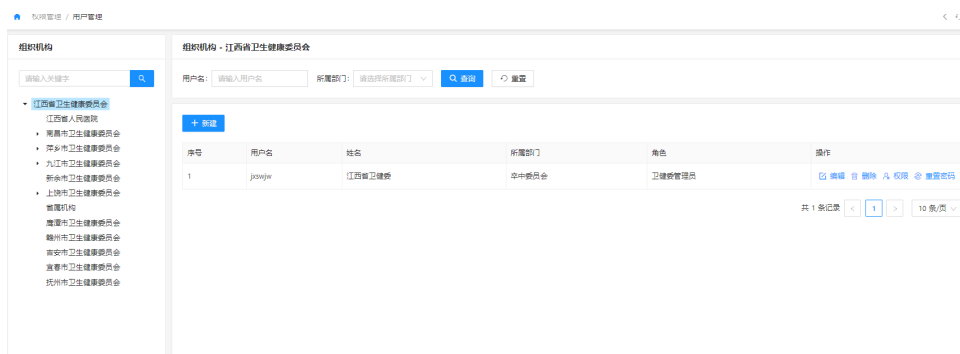 权限管理 / 用户管理
组织机构
请输入关键字
江西省卫生健康委员会
江西省人民医院
南昌市卫生健康委员会
萍乡市卫生健康委员会
九江市卫生健康委员会
新余市卫生健康委员会
上饶市卫生健康委员会
省属机构
鹰潭市卫生健康委员会
赣州市卫生健康委员会
吉安市卫生健康委员会
宜春市卫生健康委员会
抚州市卫生健康委员会
组织机构 - 江西省卫生健康委员会
用户名: 请输入用户名 所属部门: 请选择所属部门 查询 重置
+ 新建
序号 用户名 姓名 所属部门 角色 操作
1 jxswjw 江西省卫健委 卒中委员会 卫健委管理员 编辑 删除 权限 重置密码
共 1 条记录 < 1 > 10 条/页